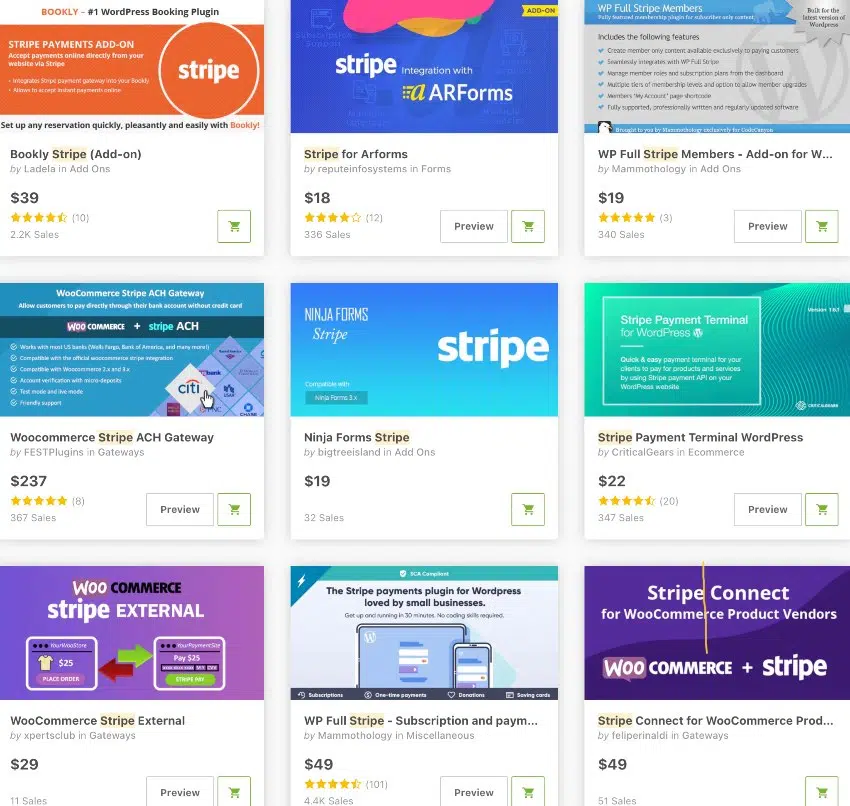 BOOKLY - #1 WordPress Booking Plugin
STRIPE PAYMENTS ADD-ON
Accept payments online directly from your
website via Stripe
• Integrates Stripe payment gateway into your Bookly
• Allows to accept instant payments online
stripe
Set up any reservation quickly, pleasantly and easily with Bookly!
Bookly Stripe (Add-on)
by Ladela in Add Ons
$39
(10)
2.2K Sales
ADD-ON
stripe Integration with
ARForms
Stripe for Arforms
by reputeinfosystems in Forms
$18
(12)
336 Sales
Preview
WP Full Stripe Members
Fully featured membership plugin for subscriber only content
Built for the
latest version of
Wordpress
Includes the following features
Create member only content available exclusively to paying customers
Seamlessly integrates with WP Full Stripe
Manage member roles and subscription plans from the dashboard
Multiple tiers of membership levels and option to allow member upgrades
Members 'My Account' page shortcode
Fully supported, professionally written and regularly updated software
Brought to you by Mammothology exclusively for CodeCanyon
WP Full Stripe Members - Add-on for W...
by Mammothology in Add Ons
$19
(3)
340 Sales
Preview
WooCommerce Stripe ACH Gateway
Allow customers to pay directly through their bank account without credit card
WOO COMMERCE + stripe ACH
Works with most US banks (Wells Fargo, Bank of America, and many more!)
Compatible with the official woocommerce stripe integration
Compatible with Woocommerce 2.x and 3.x
Account verification with micro-deposits
Test mode and live mode
Friendly support
citi
CHASE
Woocommerce Stripe ACH Gateway
by FESTPlugins in Gateways
$237
(8)
367 Sales
Preview
NINJA FORMS
Stripe
stripe
Compatible with
Ninja Forms 3.x
Ninja Forms Stripe
by bigtreeisland in Add Ons
$19
32 Sales
Version 1.6.1
Stripe Payment Terminal
for WordPress
Quick & easy payment terminal for your
clients to pay for products and services
by using Stripe payment API on your
WordPress website
CRITICALGEARS
Stripe Payment Terminal WordPress
by CriticalGears in Ecommerce
$22
(20)
347 Sales
Preview
WOO COMMERCE
stripe EXTERNAL
YourWooStore
$25
PLACE ORDER
YourPaymentSite
Pay $25
STRIPE PAY
WooCommerce Stripe External
by xpertsclub in Gateways
$29
11 Sales
Preview
SCA Compliant
The Stripe payments plugin for Wordpress
loved by small businesses.
Get up and running in 30 minutes. No coding skills required.
Subscriptions
One-time payments
Donations
Saving cards
WP Full Stripe - Subscription and paym...
by Mammothology in Miscellaneous
$49
(101)
4.4K Sales
Preview
Stripe Connect
for WooCommerce Product Vendors
WOO COMMERCE + stripe
Stripe Connect for WooCommerce Prod...
by feliperinaldi in Gateways
$49
51 Sales